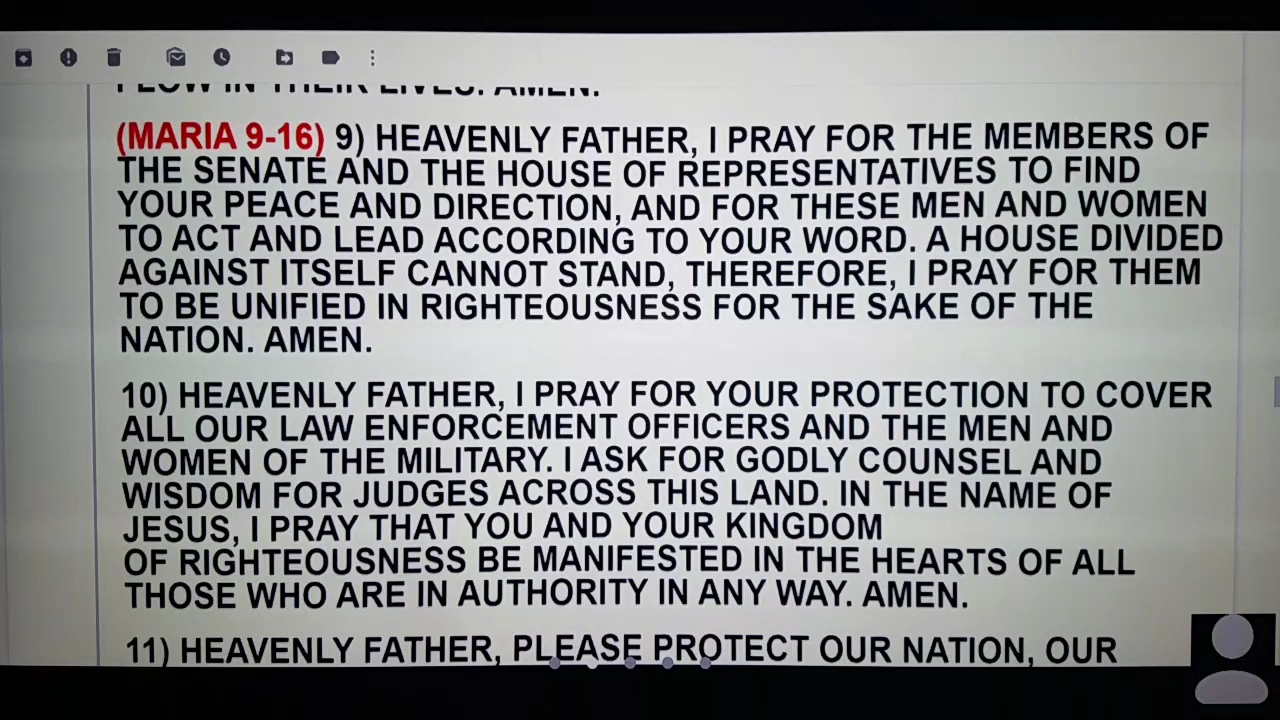 FLOW IN THEIR LIVES. AMEN.
(MARIA 9-16) 9) HEAVENLY FATHER, I PRAY FOR THE MEMBERS OF
THE SENATE AND THE HOUSE OF REPRESENTATIVES TO FIND
YOUR PEACE AND DIRECTION, AND FOR THESE MEN AND WOMEN
TO ACT AND LEAD ACCORDING TO YOUR WORD. A HOUSE DIVIDED
AGAINST ITSELF CANNOT STAND, THEREFORE, I PRAY FOR THEM
TO BE UNIFIED IN RIGHTEOUSNESS FOR THE SAKE OF THE
NATION. AMEN.
10) HEAVENLY FATHER, I PRAY FOR YOUR PROTECTION TO COVER
ALL OUR LAW ENFORCEMENT OFFICERS AND THE MEN AND
WOMEN OF THE MILITARY. I ASK FOR GODLY COUNSEL AND
WISDOM FOR JUDGES ACROSS THIS LAND. IN THE NAME OF
JESUS, I PRAY THAT YOU AND YOUR KINGDOM
OF RIGHTEOUSNESS BE MANIFESTED IN THE HEARTS OF ALL
THOSE WHO ARE IN AUTHORITY IN ANY WAY. AMEN.
11) HEAVENLY FATHER, PLEASE PROTECT OUR NATION, OUR